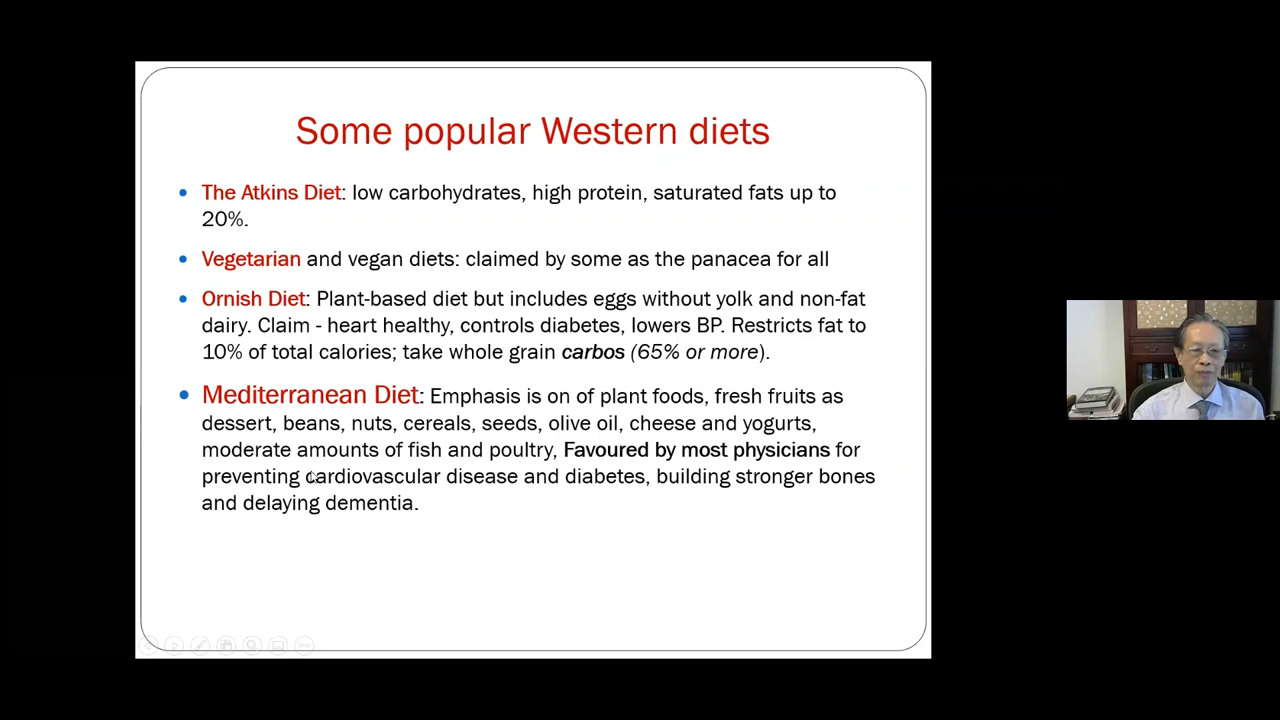 Some popular Western diets
• The Atkins Diet: low carbohydrates, high protein, saturated fats up to
20%.
• Vegetarian and vegan diets: claimed by some as the panacea for all
• Ornish Diet: Plant-based diet but includes eggs without yolk and non-fat
dairy. Claim - heart healthy, controls diabetes, lowers BP. Restricts fat to
10% of total calories; take whole grain carbos (65% or more).
• Mediterranean Diet: Emphasis is on of plant foods, fresh fruits as
dessert, beans, nuts, cereals, seeds, olive oil, cheese and yogurts,
moderate amounts of fish and poultry, Favoured by most physicians for
preventing cardiovascular disease and diabetes, building stronger bones
and delaying dementia.